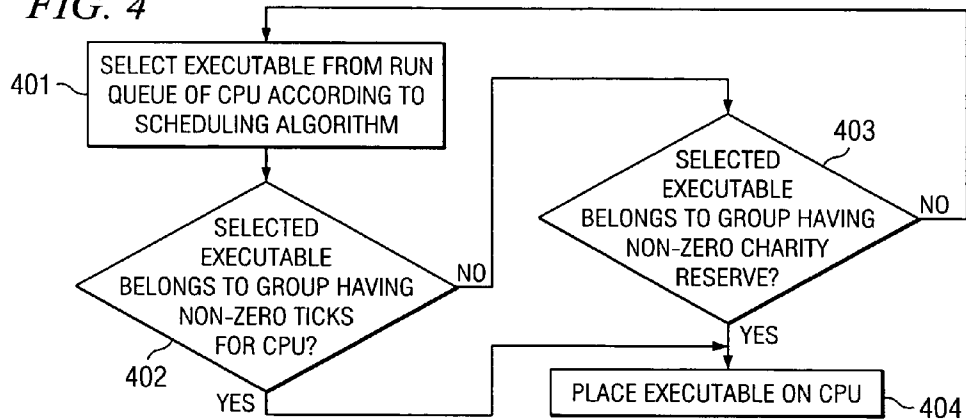 FIG. 4
401
SELECT EXECUTABLE FROM RUN
QUEUE OF CPU ACCORDING TO
SCHEDULING ALGORITHM
402
SELECTED
EXECUTABLE
BELONGS TO GROUP HAVING
NON-ZERO TICKS
FOR CPU?
NO
YES
403
SELECTED
EXECUTABLE
BELONGS TO GROUP HAVING
NON-ZERO CHARITY
RESERVE?
NO
YES
PLACE EXECUTABLE ON CPU
404